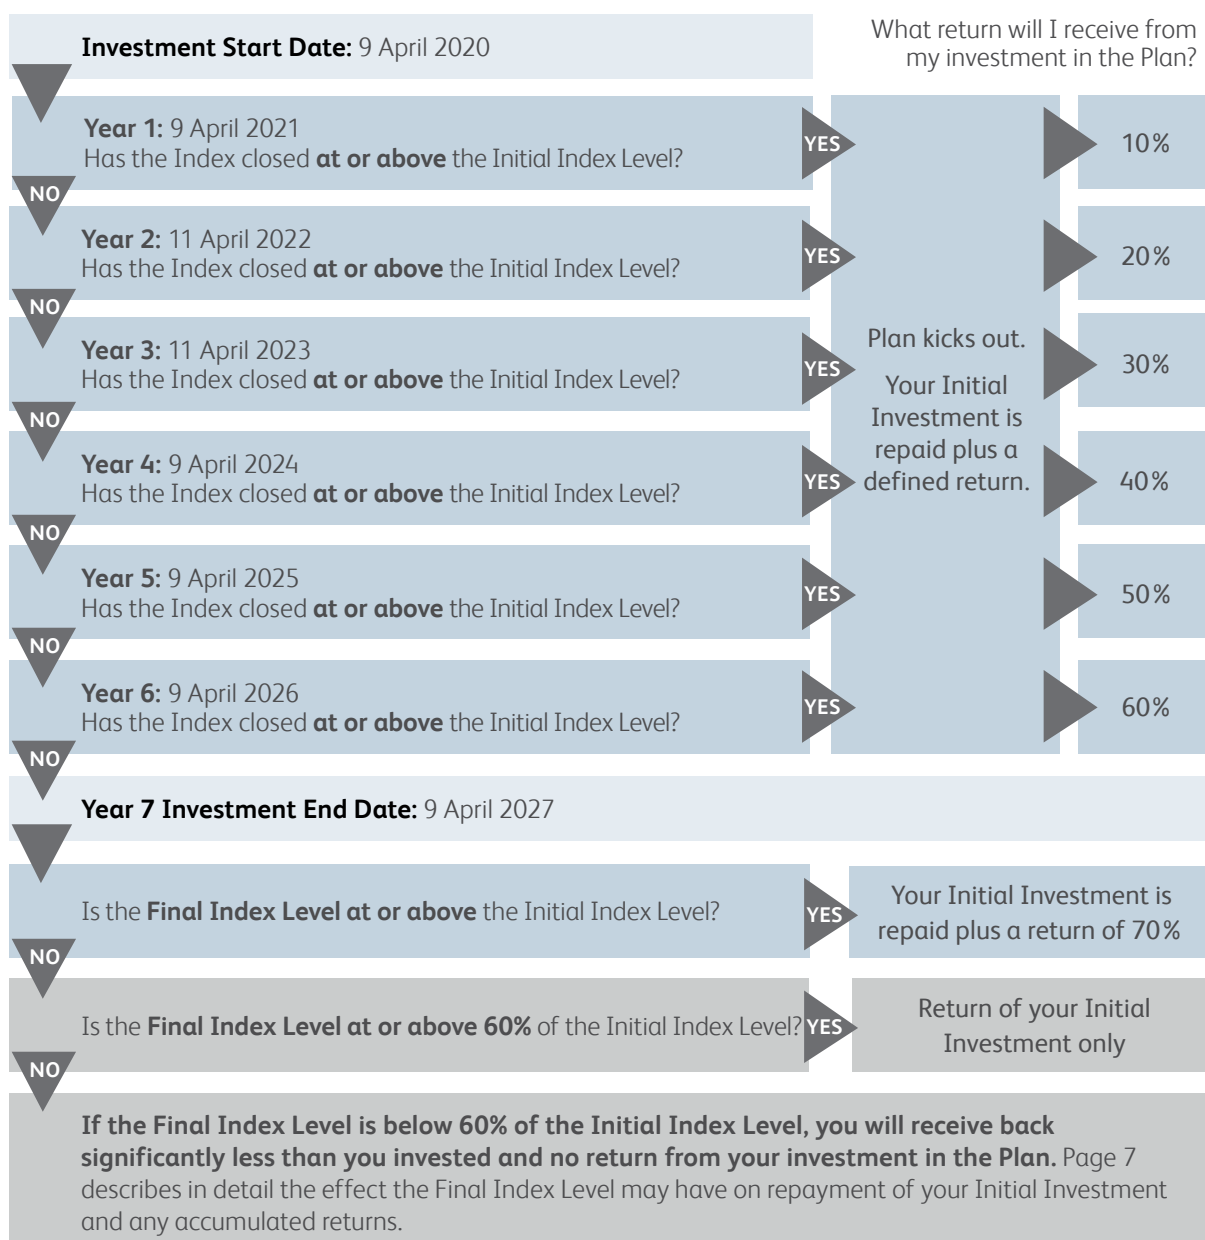 What return will I receive from
my investment in the Plan?
Investment Start Date: 9 April 2020
Year 1: 9 April 2021
Has the Index closed at or above the Initial Index Level?
YES
10%
NO
Year 2: 11 April 2022
Has the Index closed at or above the Initial Index Level?
YES
20%
NO
Year 3: 11 April 2023
Has the Index closed at or above the Initial Index Level?
YES
30%
NO
Year 4: 9 April 2024
Has the Index closed at or above the Initial Index Level?
YES
40%
NO
Year 5: 9 April 2025
Has the Index closed at or above the Initial Index Level?
YES
50%
NO
Year 6: 9 April 2026
Has the Index closed at or above the Initial Index Level?
YES
60%
NO
Plan kicks out.
Your Initial
Investment is
repaid plus a
defined return.
Year 7 Investment End Date: 9 April 2027
Is the Final Index Level at or above the Initial Index Level?
YES
Your Initial Investment is
repaid plus a return of 70%
NO
Is the Final Index Level at or above 60% of the Initial Index Level?
YES
Return of your Initial
Investment only
NO
If the Final Index Level is below 60% of the Initial Index Level, you will receive back
significantly less than you invested and no return from your investment in the Plan. Page 7
describes in detail the effect the Final Index Level may have on repayment of your Initial Investment
and any accumulated returns.